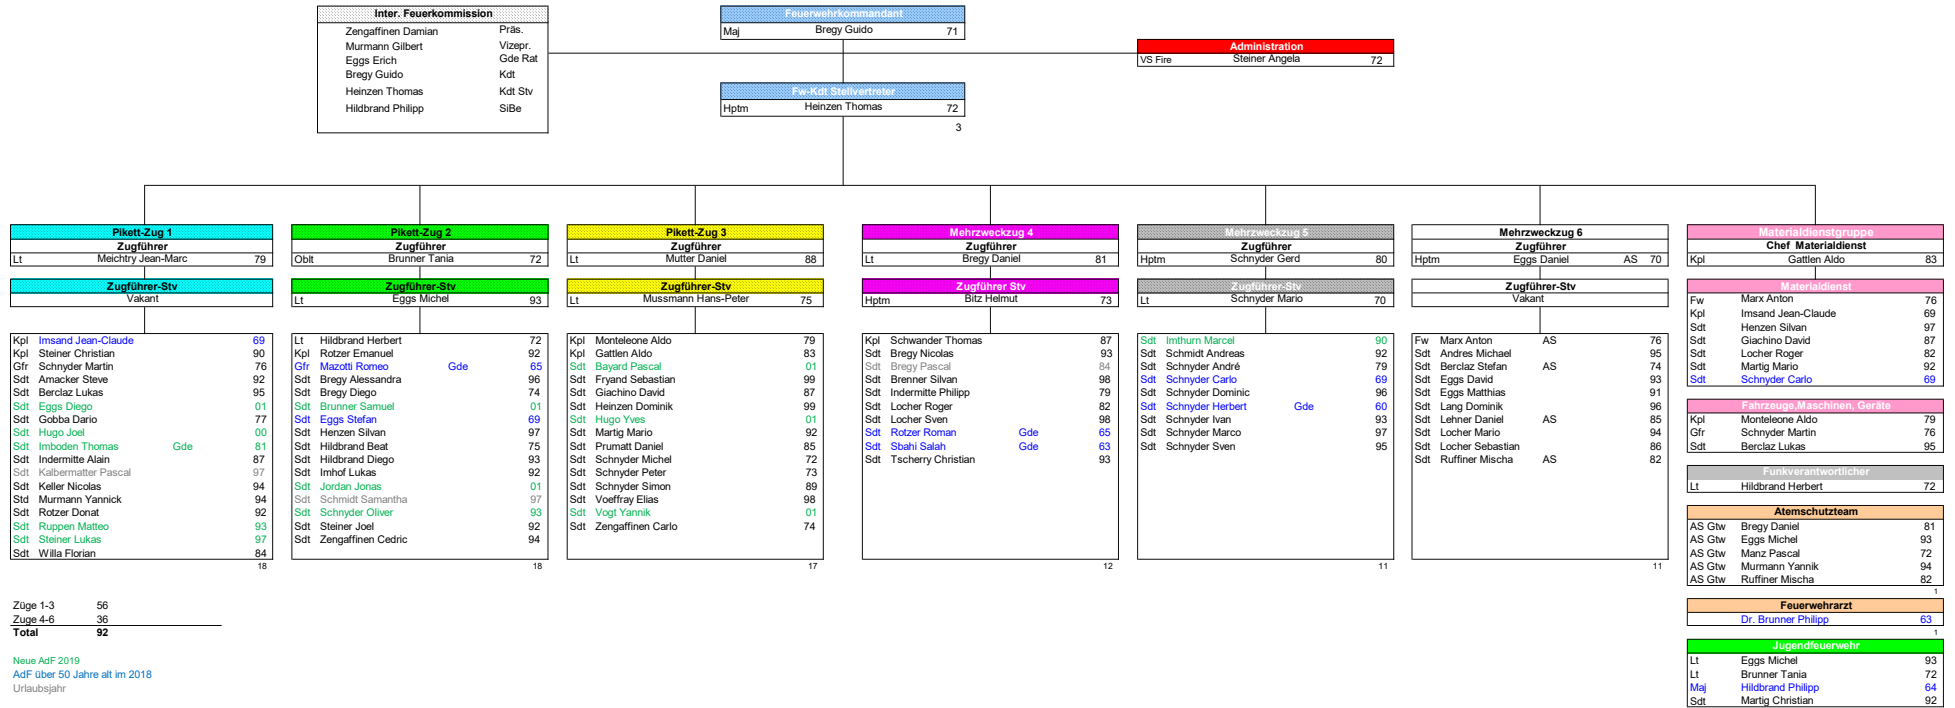 Inter. Feuerkommission
Zengaffinen Damian Präs.
Murmann Gilbert Vizepr.
Eggs Erich Gde Rat
Bregy Guido Kdt
Heinzen Thomas Kdt Stv
Hildbrand Philipp SiBe
Feuerwehrkommandant
Maj Bregy Guido 71
Administration
VS Fire Steiner Angela 72
Fw-Kdt Stellvertreter
Hptm Heinzen Thomas 72
3
Pikett-Zug 1
Zugführer
Lt Meichtry Jean-Marc 79
Zugführer-Stv
Vakant
Kpl Imsand Jean-Claude 69
Kpl Steiner Christian 90
Gfr Schnyder Martin 76
Sdt Amacker Steve 92
Sdt Berclaz Lukas 95
Sdt Eggs Diego 01
Sdt Gobba Dario 77
Sdt Hugo Joel 00
Sdt Imboden Thomas Gde 81
Sdt Indermitte Alain 87
Sdt Kalbermatter Pascal 97
Sdt Keller Nicolas 94
Std Murmann Yannick 94
Sdt Rotzer Donat 92
Sdt Ruppen Matteo 93
Sdt Steiner Lukas 97
Sdt Willa Florian 84
18
Pikett-Zug 2
Zugführer
Oblt Brunner Tania 72
Zugführer-Stv
Lt Eggs Michel 93
Lt Hildbrand Herbert 72
Kpl Rotzer Emanuel 92
Gfr Mazotti Romeo Gde 65
Sdt Bregy Alessandra 96
Sdt Bregy Diego 74
Sdt Brunner Samuel 01
Sdt Eggs Stefan 69
Sdt Henzen Silvan 97
Sdt Hildbrand Beat 75
Sdt Hildbrand Diego 93
Sdt Imhof Lukas 92
Sdt Jordan Jonas 01
Sdt Schmidt Samantha 97
Sdt Schnyder Oliver 93
Sdt Steiner Joel 92
Sdt Zengaffinen Cedric 94
18
Pikett-Zug 3
Zugführer
Lt Mutter Daniel 88
Zugführer-Stv
Lt Mussmann Hans-Peter 75
Kpl Monteleone Aldo 79
Kpl Gattlen Aldo 83
Sdt Bayard Pascal 01
Sdt Fryand Sebastian 99
Sdt Giachino David 87
Sdt Heinzen Dominik 99
Sdt Hugo Yves 01
Sdt Martig Mario 92
Sdt Prumatt Daniel 85
Sdt Schnyder Michel 72
Sdt Schnyder Peter 73
Sdt Schnyder Simon 89
Sdt Voeffray Elias 98
Sdt Vogt Yannik 01
Sdt Zengaffinen Carlo 74
17
Mehrzweckzug 4
Zugführer
Lt Bregy Daniel 81
Zugführer Stv
Hptm Bitz Helmut 73
Kpl Schwander Thomas 87
Sdt Bregy Nicolas 93
Sdt Bregy Pascal 84
Sdt Brenner Silvan 98
Sdt Indermitte Philipp 79
Sdt Locher Roger 82
Sdt Locher Sven 98
Sdt Rotzer Roman Gde 65
Sdt Sbahi Salah Gde 63
Sdt Tscherry Christian 93
12
Mehrzweckzug 5
Zugführer
Hptm Schnyder Gerd 80
Zugführer-Stv
Lt Schnyder Mario 70
Sdt Imthurn Marcel 90
Sdt Schmidt Andreas 92
Sdt Schnyder André 79
Sdt Schnyder Carlo 69
Sdt Schnyder Dominic 96
Sdt Schnyder Herbert Gde 60
Sdt Schnyder Ivan 93
Sdt Schnyder Marco 97
Sdt Schnyder Sven 95
11
Mehrzweckzug 6
Zugführer
Hptm Eggs Daniel AS 70
Zugführer-Stv
Vakant
Fw Marx Anton AS 76
Sdt Andres Michael 95
Sdt Berclaz Stefan AS 74
Sdt Eggs David 93
Sdt Eggs Matthias 91
Sdt Lang Dominik 96
Sdt Lehner Daniel AS 85
Sdt Locher Mario 94
Sdt Locher Sebastian 86
Sdt Ruffiner Mischa AS 82
11
Materialdienstgruppe
Chef Materialdienst
Kpl Gattlen Aldo 83
Materialdienst
Fw Marx Anton 76
Kpl Imsand Jean-Claude 69
Sdt Henzen Silvan 97
Sdt Giachino David 87
Sdt Locher Roger 82
Sdt Martig Mario 92
Sdt Schnyder Carlo 69
Fahrzeuge,Maschinen, Geräte
Kpl Monteleone Aldo 79
Gfr Schnyder Martin 76
Sdt Berclaz Lukas 95
Funkverantwortlicher
Lt Hildbrand Herbert 72
Atemschutzteam
AS Gtw Bregy Daniel 81
AS Gtw Eggs Michel 93
AS Gtw Manz Pascal 72
AS Gtw Murmann Yannik 94
AS Gtw Ruffiner Mischa 82
1
Feuerwehrarzt
Dr. Brunner Philipp 63
1
Jugendfeuerwehr
Lt Eggs Michel 93
Lt Brunner Tania 72
Maj Hildbrand Philipp 64
Sdt Martig Christian 92
Züge 1-3 56
Zuge 4-6 36
Total 92
Neue AdF 2019
AdF über 50 Jahre alt im 2018
Urlaubsjahr